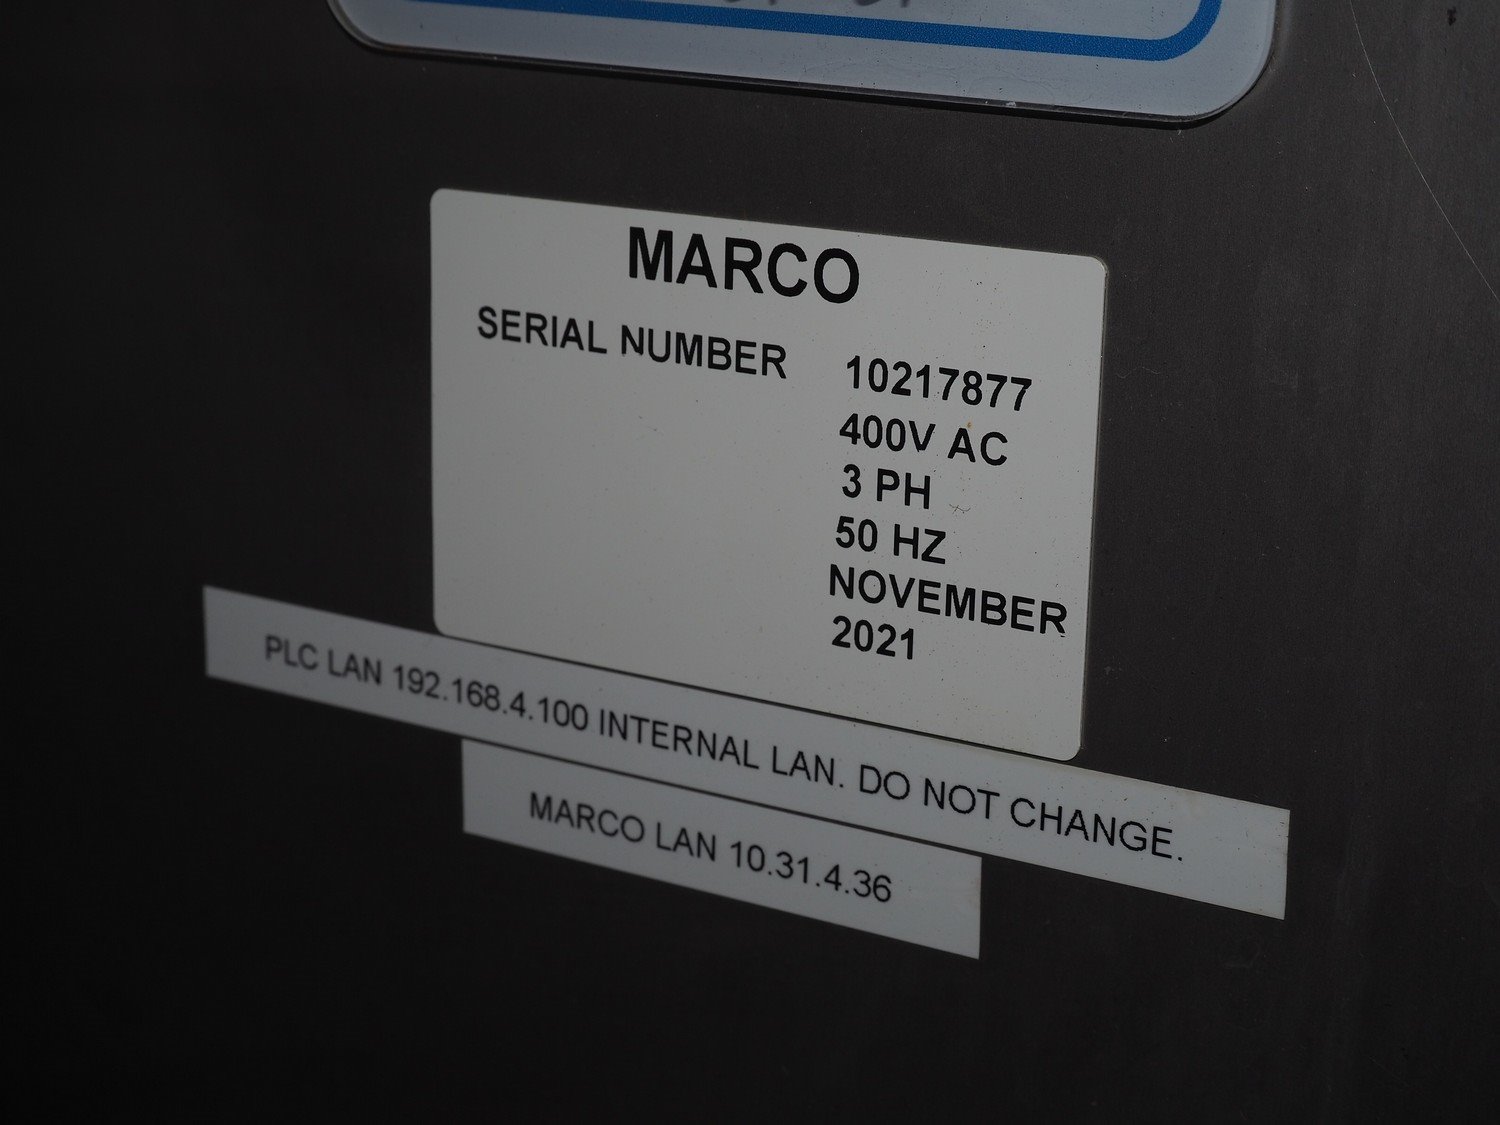 MARCO
SERIAL NUMBER 10217877
400V AC
3 PH
50 HZ
NOVEMBER
2021
PLC LAN 192.168.4.100 INTERNAL LAN. DO NOT CHANGE.
MARCO LAN 10.31.4.36